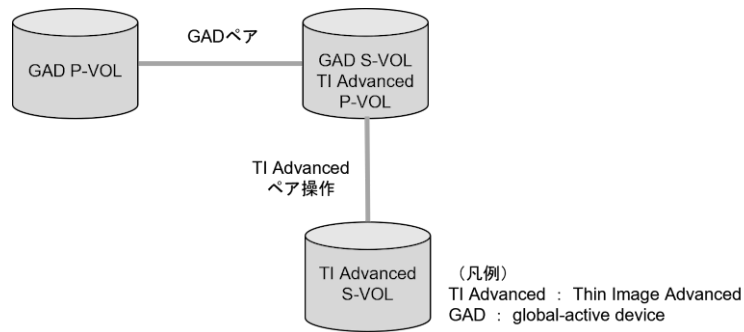 GADペア
GAD P-VOL
GAD S-VOL
TI Advanced
P-VOL
TI Advanced
ペア操作
TI Advanced
S-VOL
（凡例）
TI Advanced ： Thin Image Advanced
GAD ： global-active device